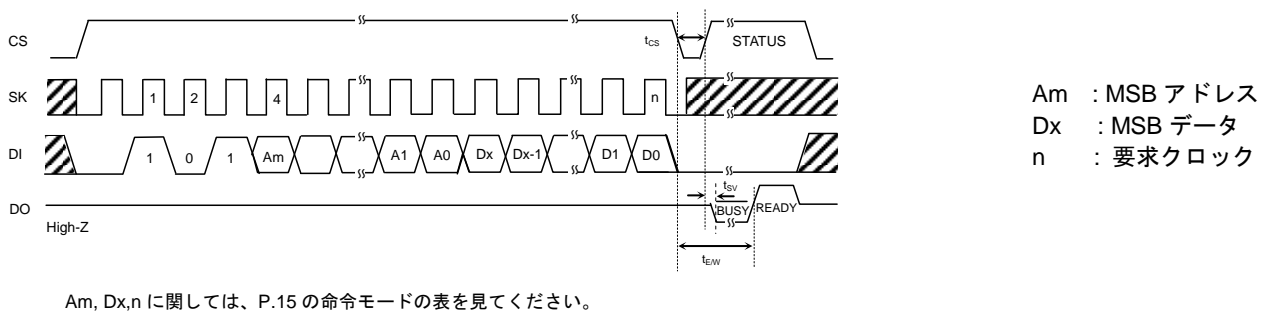 CS
tCS
STATUS
SK
1 2 4 n
DI
1 0 1 Am A1 A0 Dx Dx-1 D1 D0
tSV
DO
BUSY READY
High-Z
tE/W
Am : MSB アドレス
Dx : MSB データ
n : 要求クロック
Am, Dx,n に関しては、P.15 の命令モードの表を見てください。